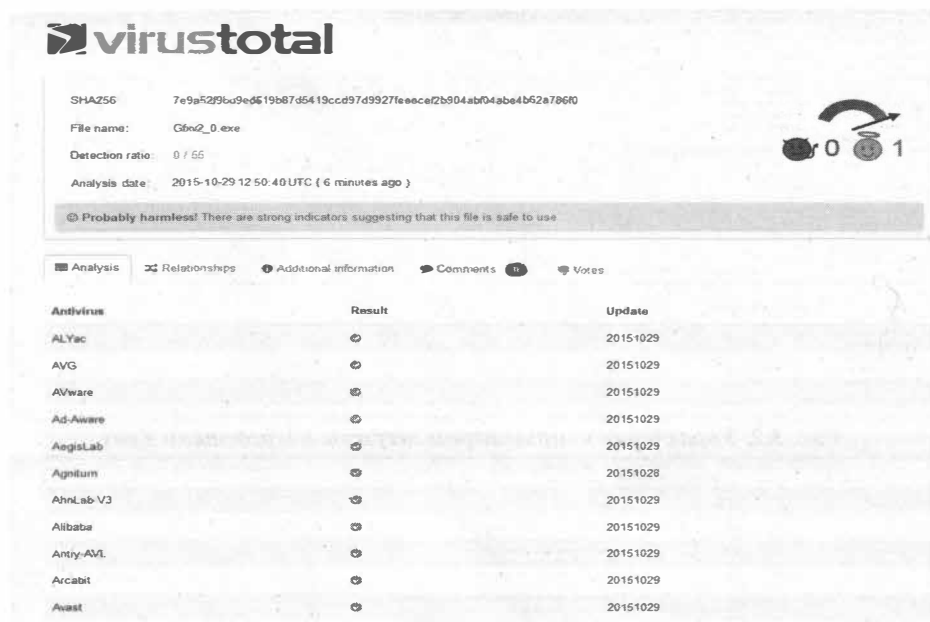 virustotal
SHA256
File name:
Detection ratio: 0 / 55
Analysis date: 2015-10-29 12:50:40 UTC ( 6 minutes ago )
0 1
Probably harmless! There are strong indicators suggesting that this file is safe to use
Analysis Relationships Additional information Comments Votes
Antivirus Result Update
ALYac 20151029
AVG 20151029
AVware 20151029
Ad-Aware 20151029
AegisLab 20151029
Agnitum 20151028
AhnLab-V3 20151029
Alibaba 20151029
Antiy-AVL 20151029
Arcabit 20151029
Avast 20151029